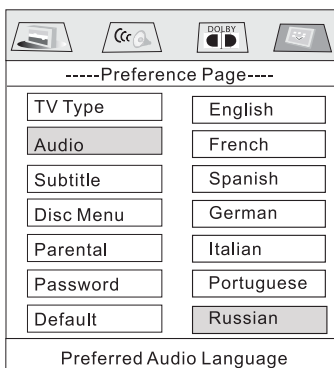 DOLBY
-----Preference Page----
TV Type
Audio
Subtitle
Disc Menu
Parental
Password
Default
English
French
Spanish
German
Italian
Portuguese
Russian
Preferred Audio Language